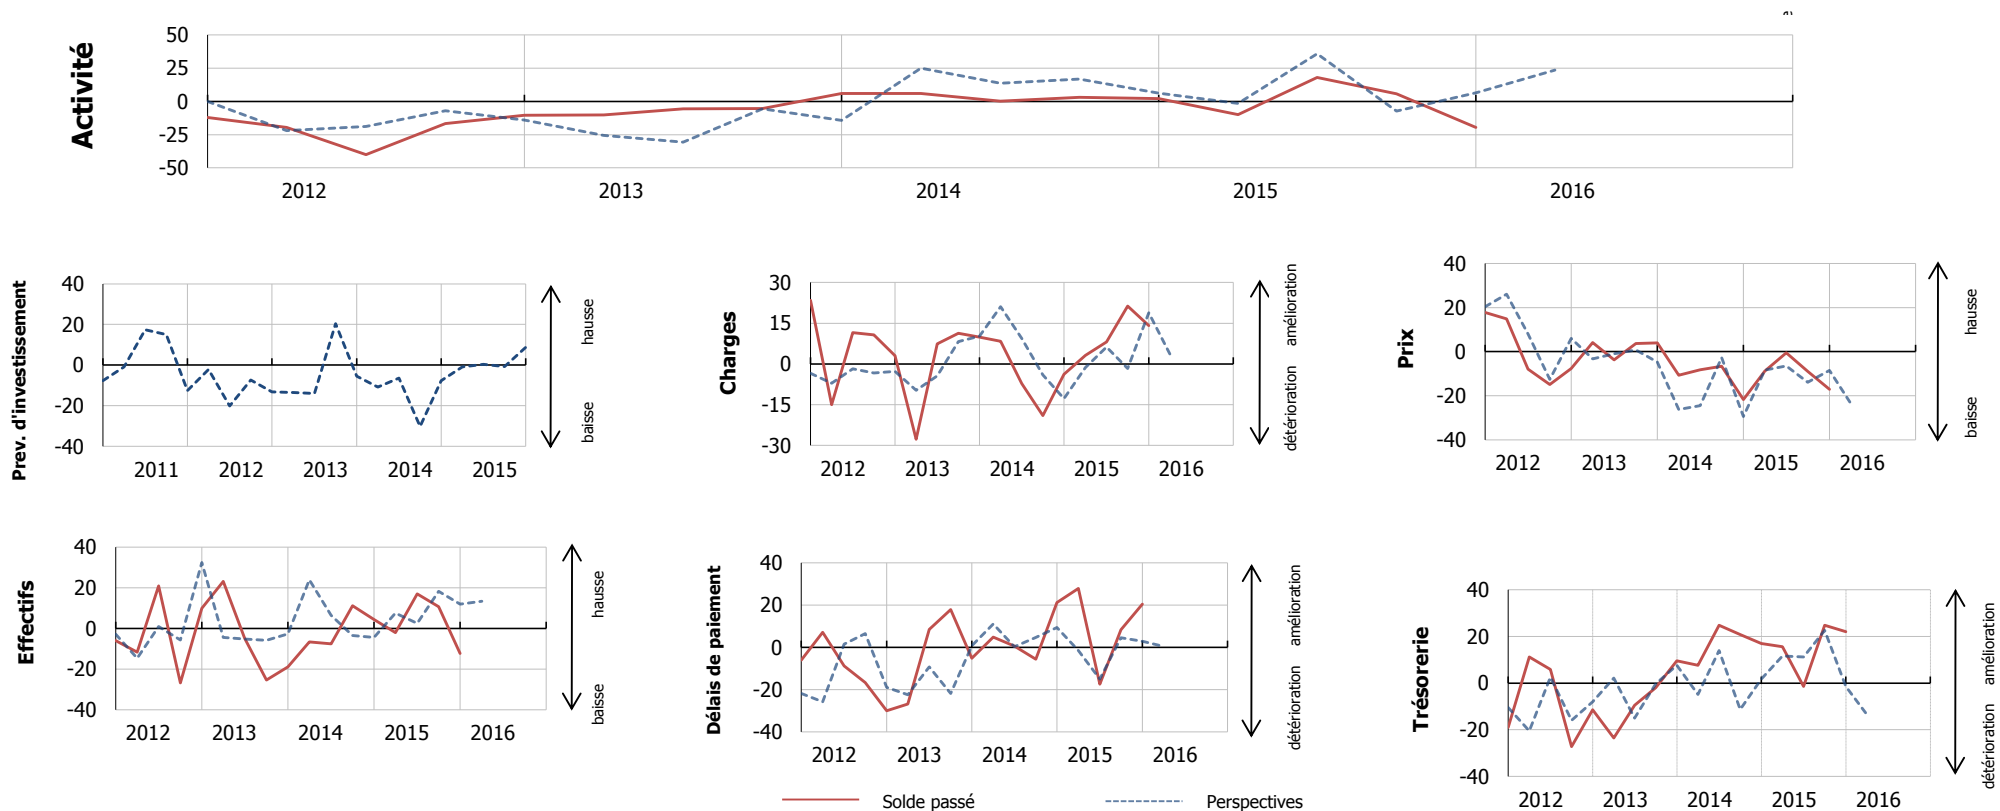 Activité
50
25
0
-25
-50
2012 2013 2014 2015 2016
Prev. d'investissement
40
20
0
-20
-40
2011 2012 2013 2014 2015
hausse
baisse
Charges
30
15
0
-15
-30
2012 2013 2014 2015 2016
amélioration
détérioration
Prix
40
20
0
-20
-40
2012 2013 2014 2015 2016
hausse
baisse
Effectifs
40
20
0
-20
-40
2012 2013 2014 2015 2016
hausse
baisse
Délais de paiement
40
20
0
-20
-40
2012 2013 2014 2015 2016
amélioration
détérioration
Trésorerie
40
20
0
-20
-40
2012 2013 2014 2015 2016
amélioration
détérioration
Solde passé
Perspectives